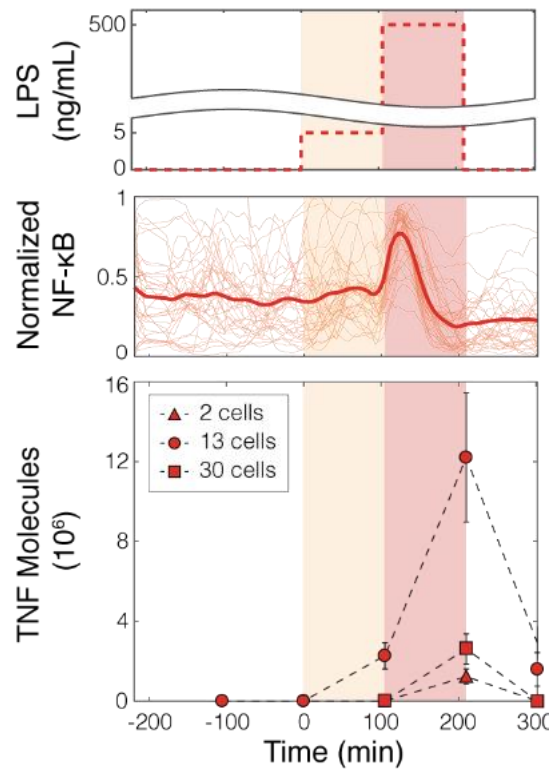 LPS
(ng/mL)
500
5
0
Normalized
NF-κB
1
0.5
0
TNF Molecules
(10⁶)
16
12
8
4
0
2 cells
13 cells
30 cells
-200 -100 0 100 200 300
Time (min)